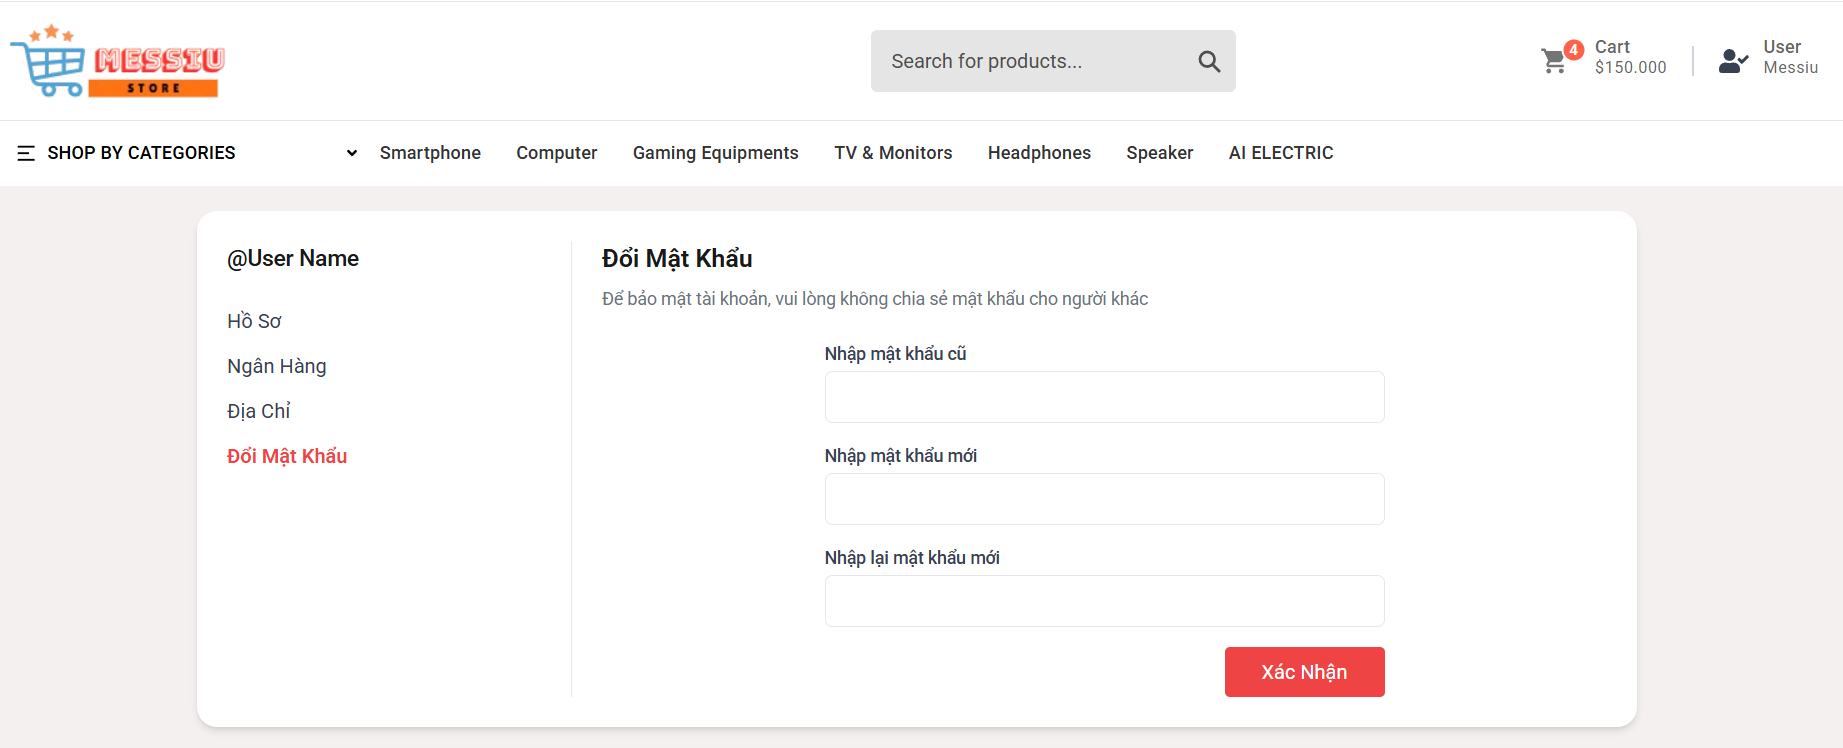 MESSIU
STORE
Search for products...
4
Cart
$150.000
User
Messiu
SHOP BY CATEGORIES
Smartphone
Computer
Gaming Equipments
TV & Monitors
Headphones
Speaker
AI ELECTRIC
@User Name
Hồ Sơ
Ngân Hàng
Địa Chỉ
Đổi Mật Khẩu
Đổi Mật Khẩu
Để bảo mật tài khoản, vui lòng không chia sẻ mật khẩu cho người khác
Nhập mật khẩu cũ
Nhập mật khẩu mới
Nhập lại mật khẩu mới
Xác Nhận